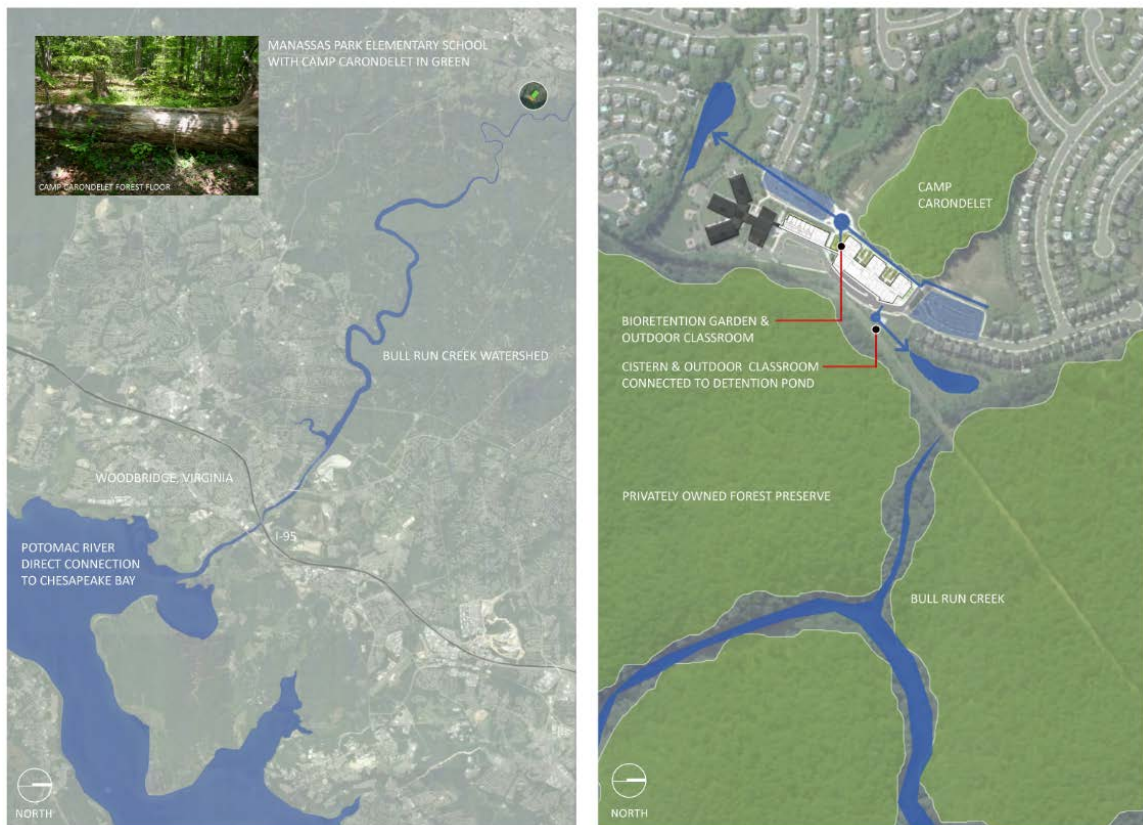 MANASSAS PARK ELEMENTARY SCHOOL
WITH CAMP CARONDELET IN GREEN
CAMP CARONDELET FOREST FLOOR
BULL RUN CREEK WATERSHED
WOODBRIDGE, VIRGINIA
I-95
POTOMAC RIVER
DIRECT CONNECTION
TO CHESAPEAKE BAY
NORTH
CAMP
CARONDELET
BIORETENTION GARDEN &
OUTDOOR CLASSROOM
CISTERN & OUTDOOR CLASSROOM
CONNECTED TO DETENTION POND
PRIVATELY OWNED FOREST PRESERVE
BULL RUN CREEK
NORTH